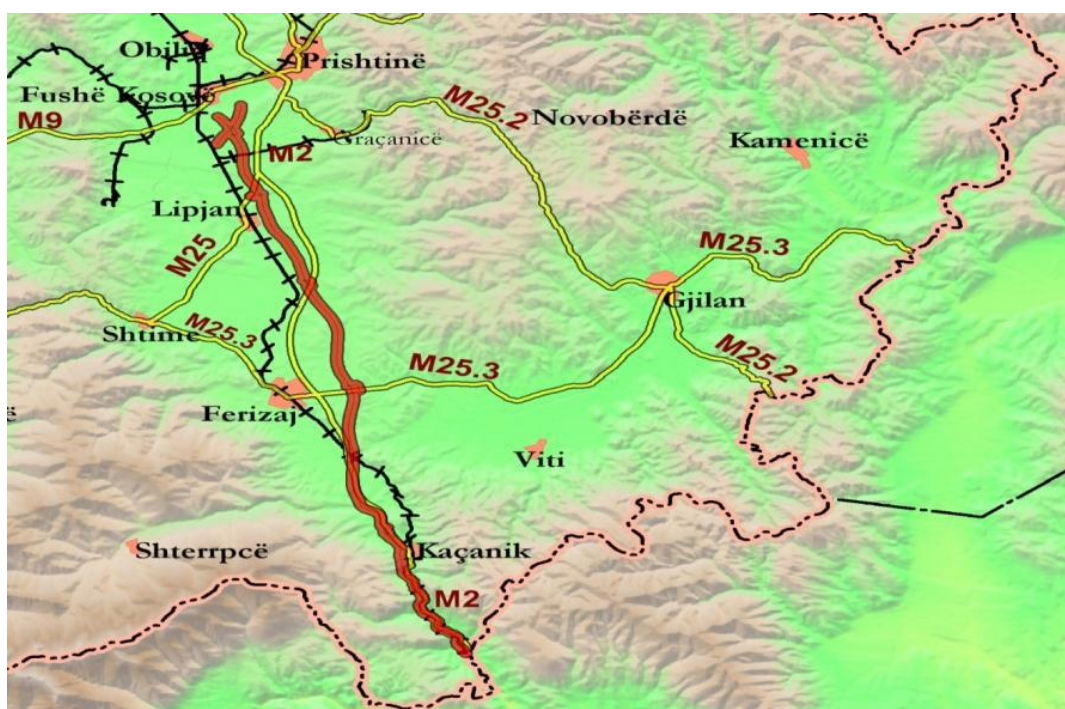 Obiliq
Prishtinë
Fushë Kosovë
M9
M25.2
Novobërdë
Graçanicë
Kamenicë
M2
Lipjan
M25
M25.3
Gjilan
Shtime
M25.3
M25.3
M25.2
Ferizaj
Viti
Shterrpcë
Kaçanik
M2